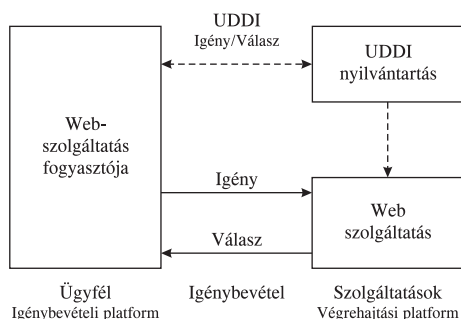 UDDI
Igény/Válasz
UDDI
nyilvántartás
Web-
szolgáltatás
fogyasztója
Igény
Web
szolgáltatás
Válasz
Ügyfél
Igénybevételi platform
Igénybevétel
Szolgáltatások
Végrehajtási platform